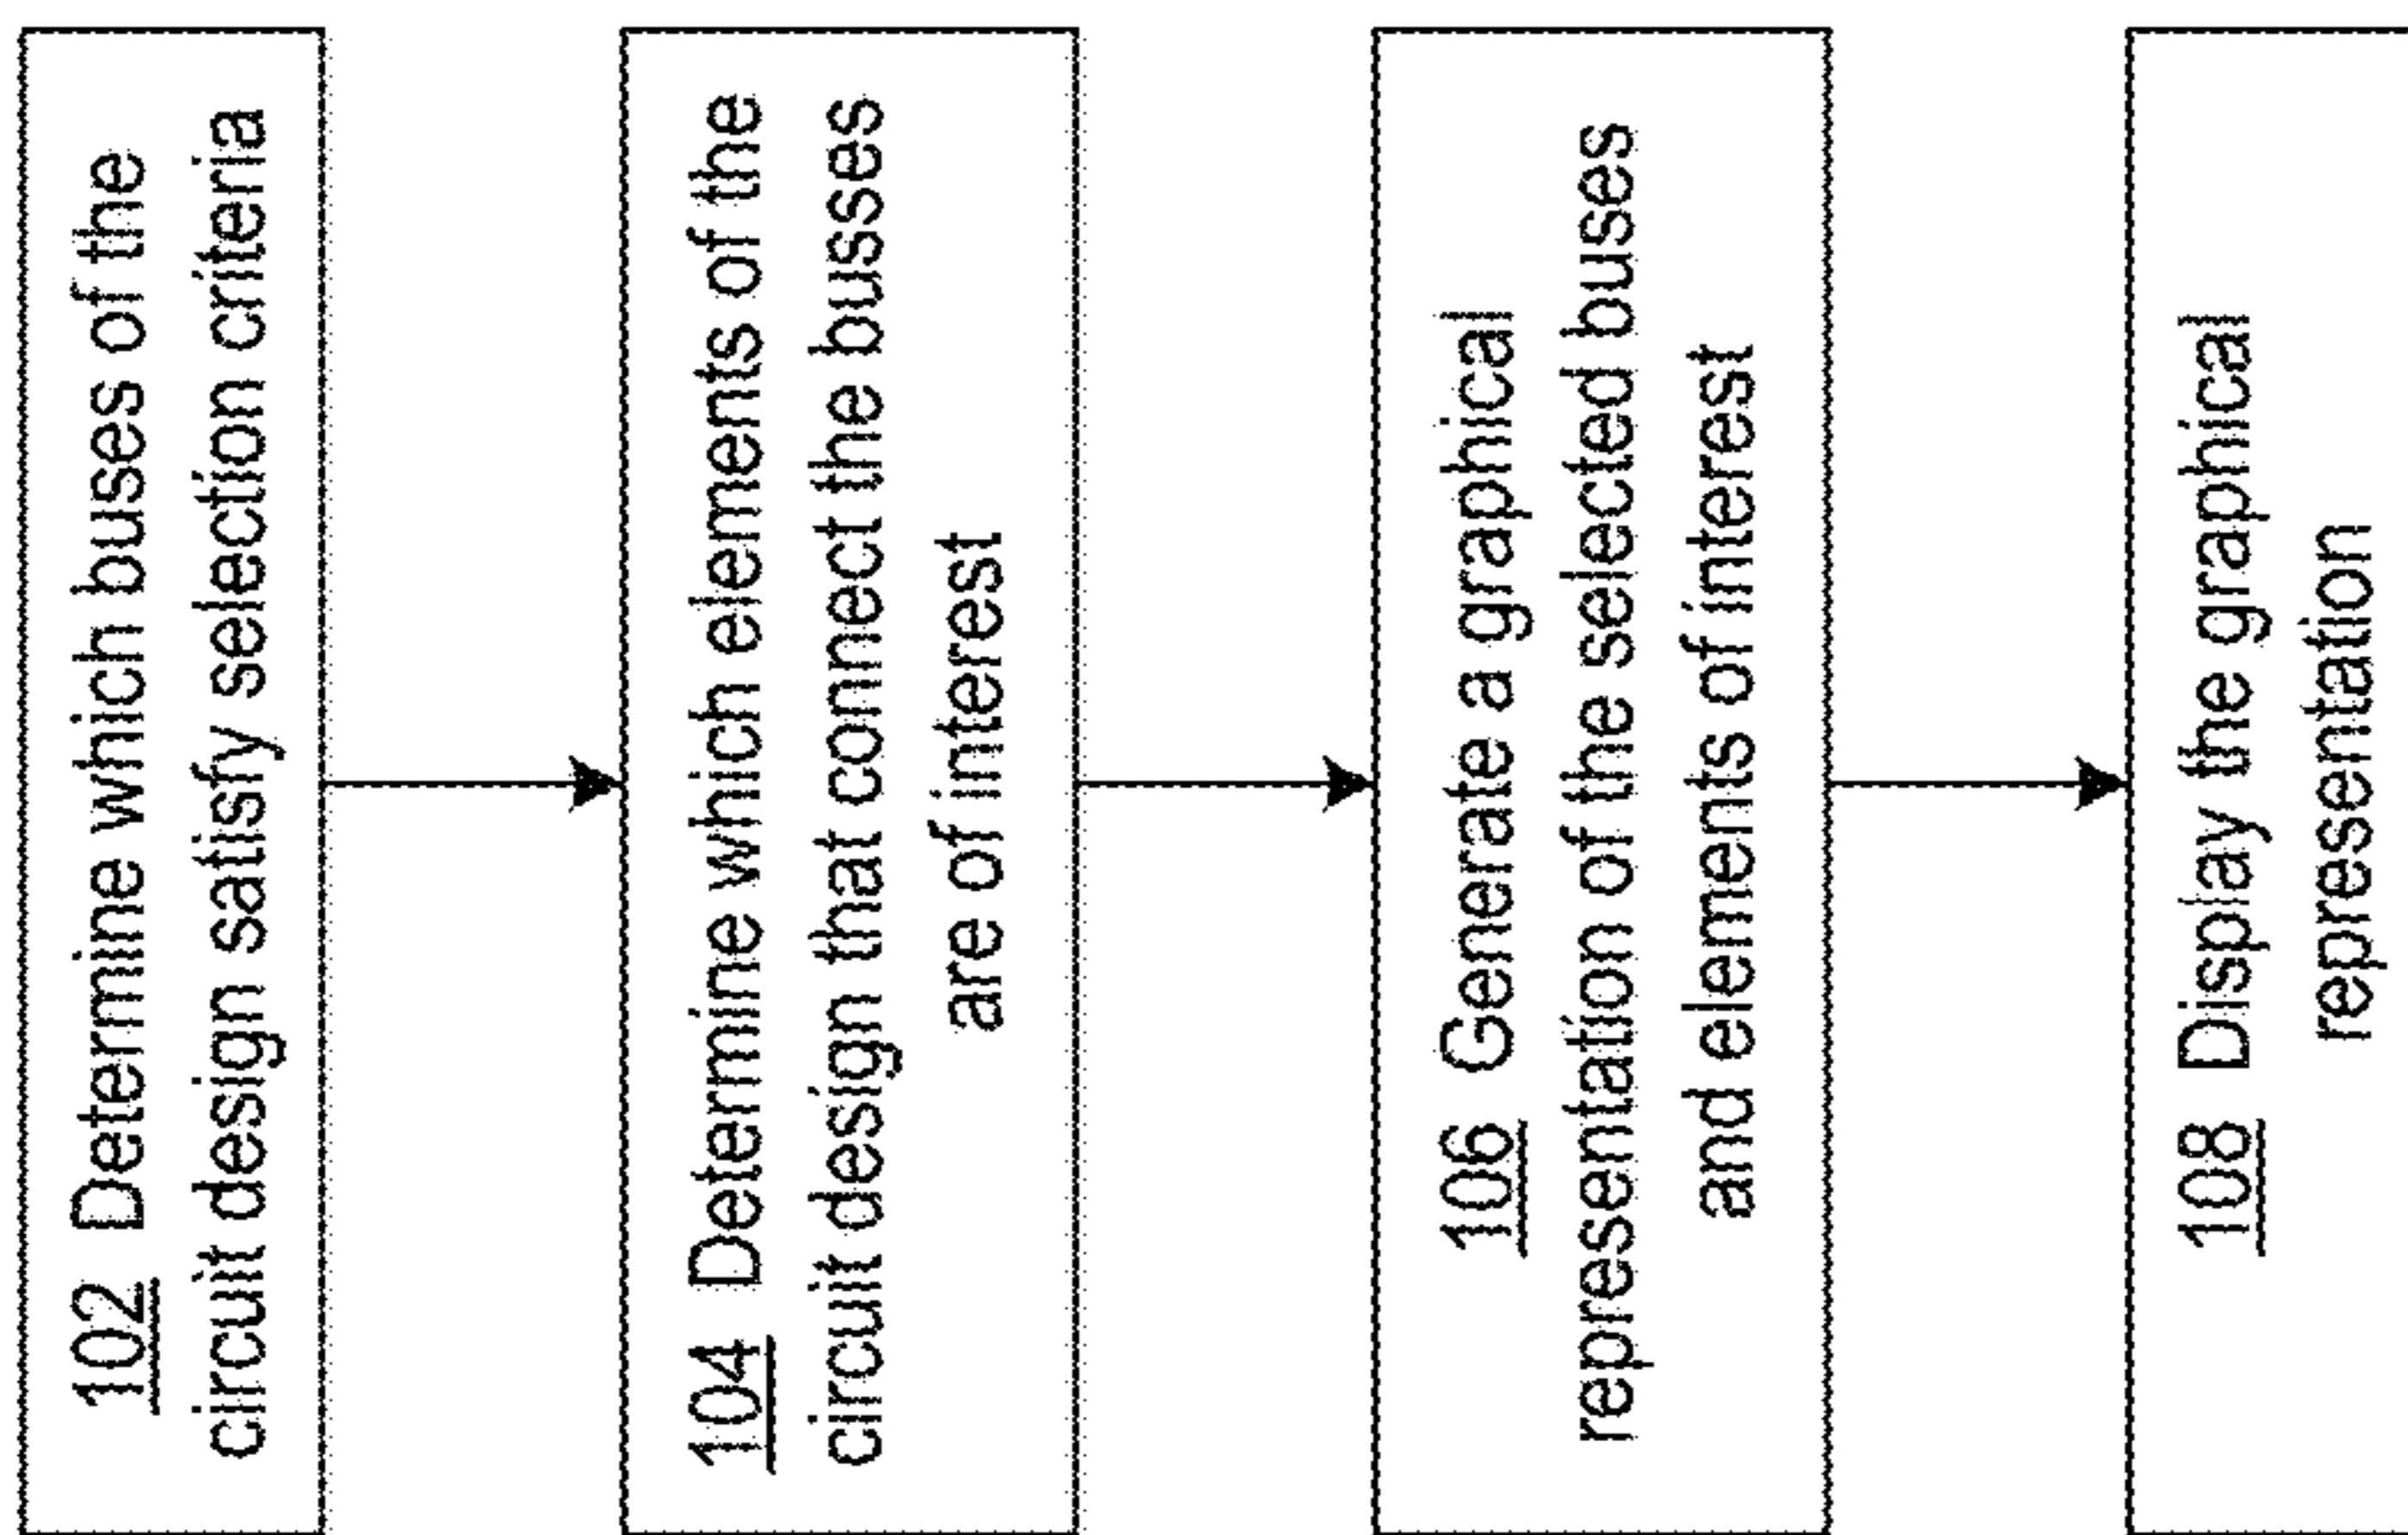 102 Determine which buses of the
circuit design satisfy selection criteria
104 Determine which elements of the
circuit design that connect the busses
are of interest
106 Generate a graphical
representation of the selected buses
and elements of interest
108 Display the graphical
representation